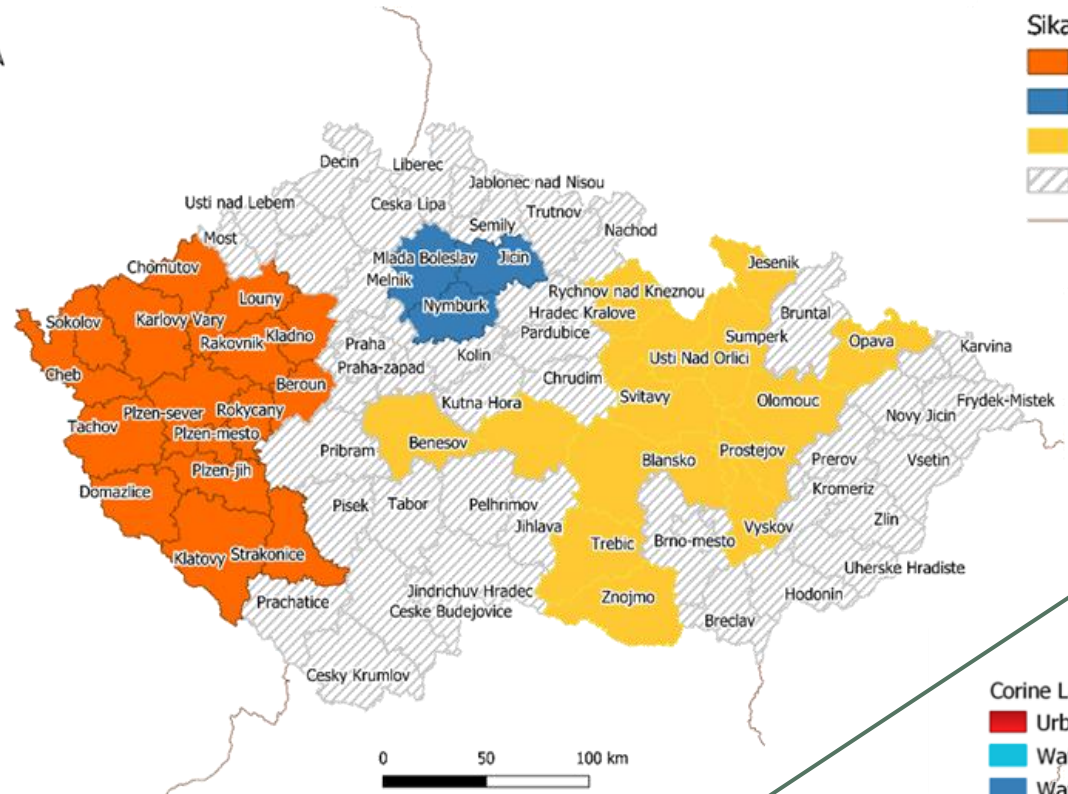 A
Sika
Decin
Liberec
Jablonec nad Nisou
Usti nad Lebem
Ceska Lipa
Trutnov
Semily
Nachod
Most
Mlada Boleslav
Jicin
Chomutov
Melnik
Jesenik
Louny
Nymburk
Rychnov nad Kneznou
Sokolov
Karlovy Vary
Hradec Kralove
Bruntal
Rakovnik
Kladno
Pardubice
Sumperk
Opava
Praha
Kolin
Usti Nad Orlici
Karvina
Cheb
Praha-zapad
Beroun
Chrudim
Svitavy
Olomouc
Frydek-Mistek
Plzen-sever
Rokycany
Kutna Hora
Novy Jicin
Tachov
Plzen-mesto
Benesov
Pribram
Prostejov
Plzen-jih
Blansko
Prerov
Vsetin
Domazlice
Pisek
Tabor
Pelhrimov
Kromeriz
Jihlava
Vyskov
Zlin
Klatovy
Strakonice
Trebic
Brno-mesto
Uherske Hradiste
Prachatice
Jindrichuv Hradec
Znojmo
Hodonin
Ceske Budejovice
Breclav
Cesky Krumlov
Corine L
Urb
Wa
Wa
0 50 100 km